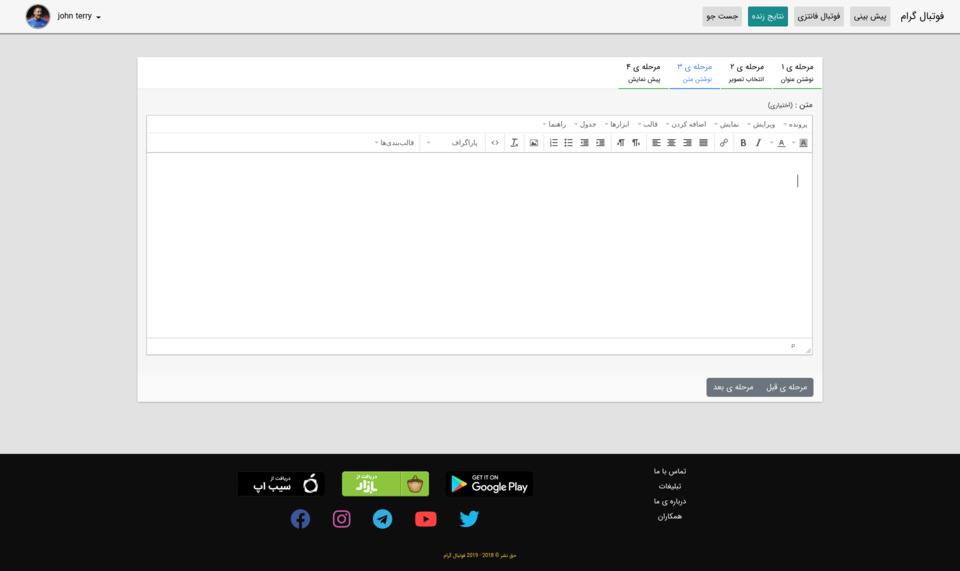 فوتبال گرام
پیش بینی
فوتبال فانتزی
نتایج زنده
جست جو
john terry
مرحله ی ۱
نوشتن عنوان
مرحله ی ۲
انتخاب تصویر
مرحله ی ۳
نوشتن متن
مرحله ی ۴
پیش نمایش
متن : (اختیاری)
پرونده ویرایش نمایش اضافه کردن قالب ابزارها جدول راهنما
پاراگراف قالب‌بندی‌ها
P
مرحله ی قبل
مرحله ی بعد
تماس با ما
تبلیغات
درباره ی ما
همکاران
GET IT ON
Google Play
دریافت از
بازار
دریافت از
سیب اپ
حق نشر © 2018 - 2019 فوتبال گرام